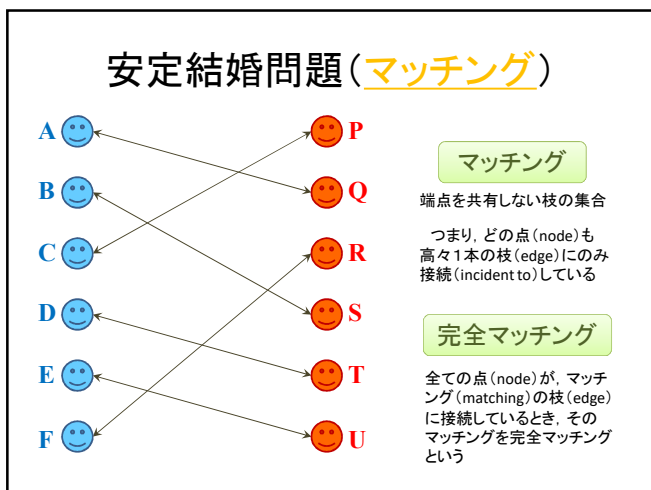 安定結婚問題(マッチング)
A
P
B
Q
C
R
D
S
E
T
F
U
マッチング
端点を共有しない枝の集合
つまり，どの点(node)も
高々１本の枝(edge)にのみ
接続(incident to)している
完全マッチング
全ての点(node)が，マッチ
ング(matching)の枝(edge)
に接続しているとき，その
マッチングを完全マッチング
という